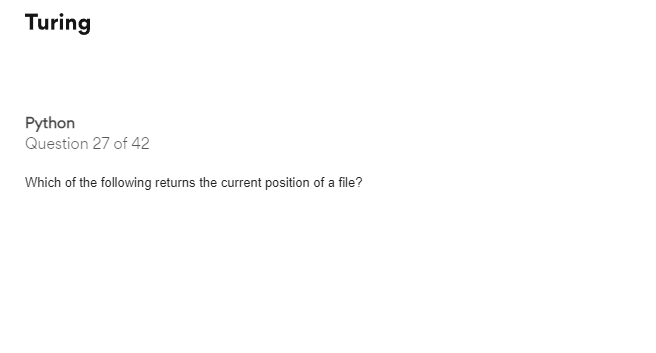 Turing
Python
Question 27 of 42
Which of the following returns the current position of a file?